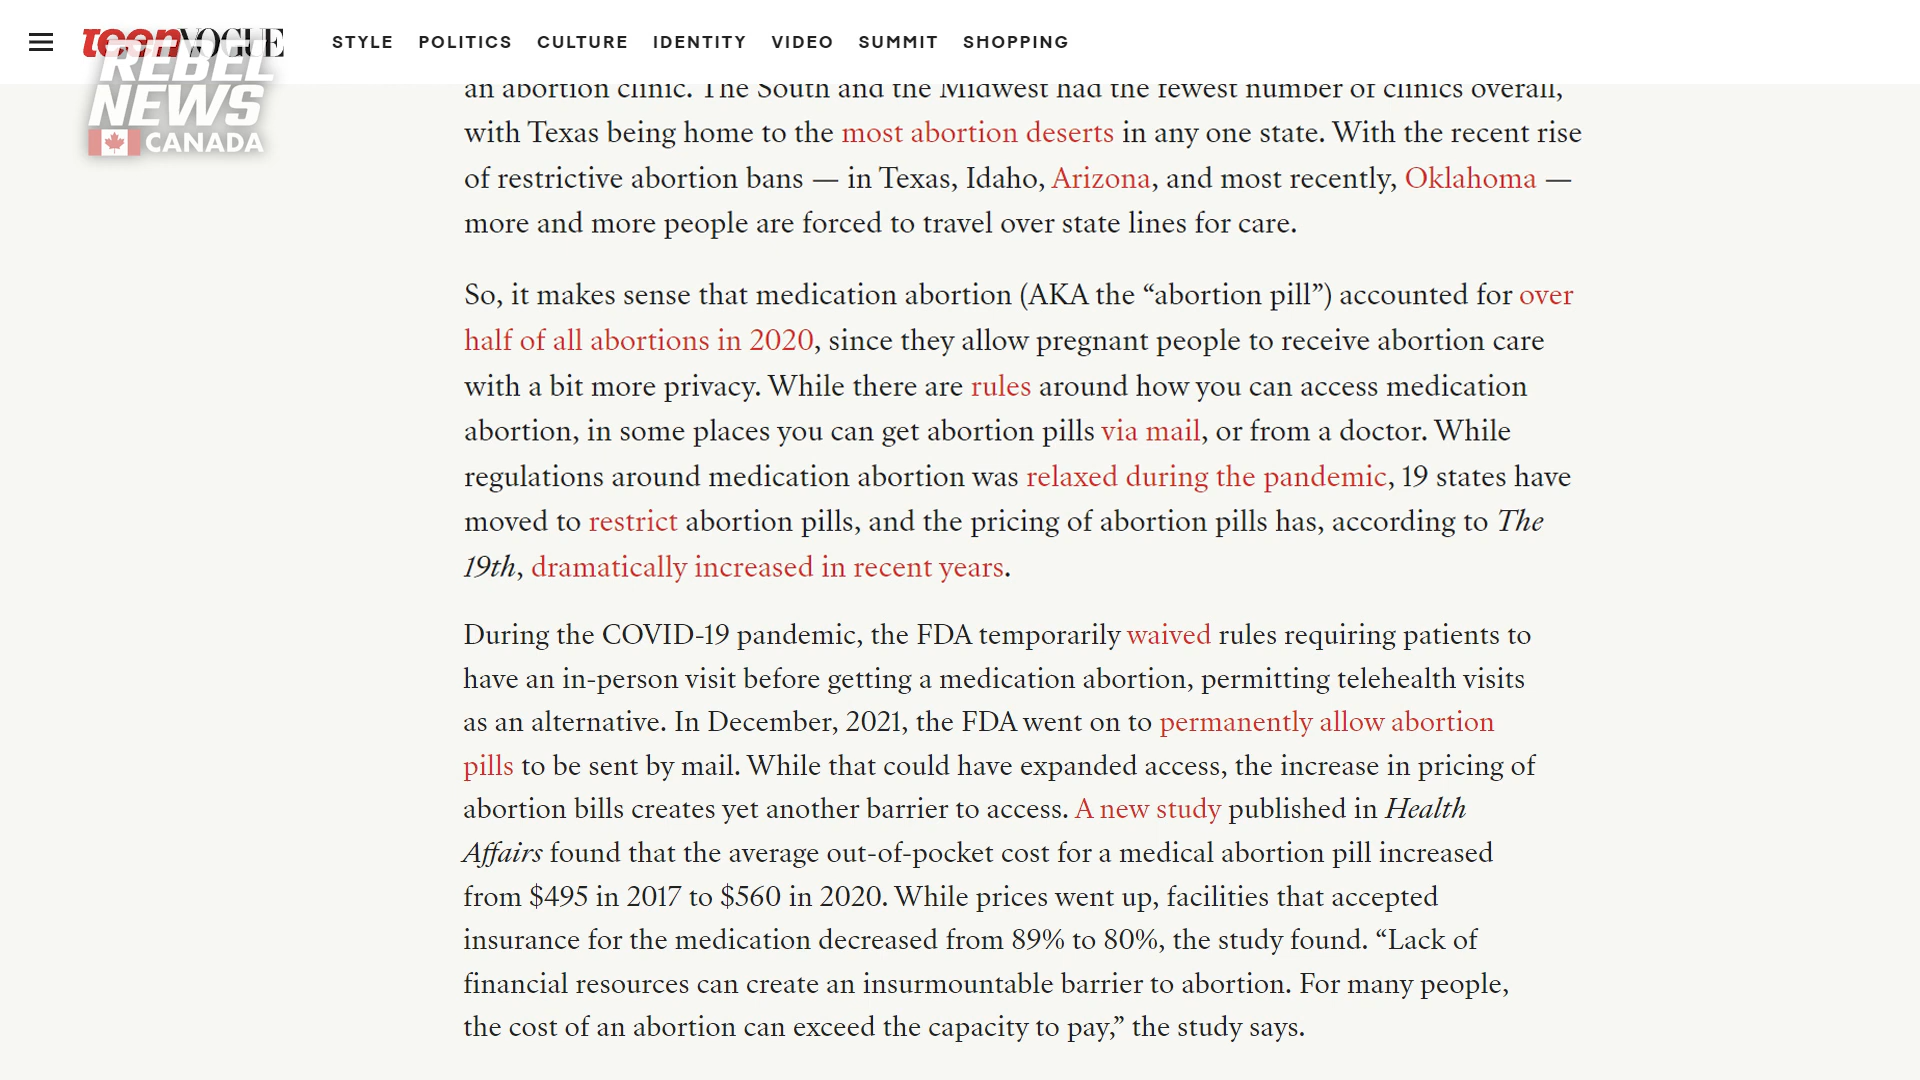 teenVOGUE
STYLE POLITICS CULTURE IDENTITY VIDEO SUMMIT SHOPPING
REBEL
NEWS
CANADA
an abortion clinic. The South and the Midwest had the fewest number of clinics overall,
with Texas being home to the most abortion deserts in any one state. With the recent rise
of restrictive abortion bans — in Texas, Idaho, Arizona, and most recently, Oklahoma —
more and more people are forced to travel over state lines for care.
So, it makes sense that medication abortion (AKA the “abortion pill”) accounted for over
half of all abortions in 2020, since they allow pregnant people to receive abortion care
with a bit more privacy. While there are rules around how you can access medication
abortion, in some places you can get abortion pills via mail, or from a doctor. While
regulations around medication abortion was relaxed during the pandemic, 19 states have
moved to restrict abortion pills, and the pricing of abortion pills has, according to The
19th, dramatically increased in recent years.
During the COVID-19 pandemic, the FDA temporarily waived rules requiring patients to
have an in-person visit before getting a medication abortion, permitting telehealth visits
as an alternative. In December, 2021, the FDA went on to permanently allow abortion
pills to be sent by mail. While that could have expanded access, the increase in pricing of
abortion bills creates yet another barrier to access. A new study published in Health
Affairs found that the average out-of-pocket cost for a medical abortion pill increased
from $495 in 2017 to $560 in 2020. While prices went up, facilities that accepted
insurance for the medication decreased from 89% to 80%, the study found. “Lack of
financial resources can create an insurmountable barrier to abortion. For many people,
the cost of an abortion can exceed the capacity to pay,” the study says.